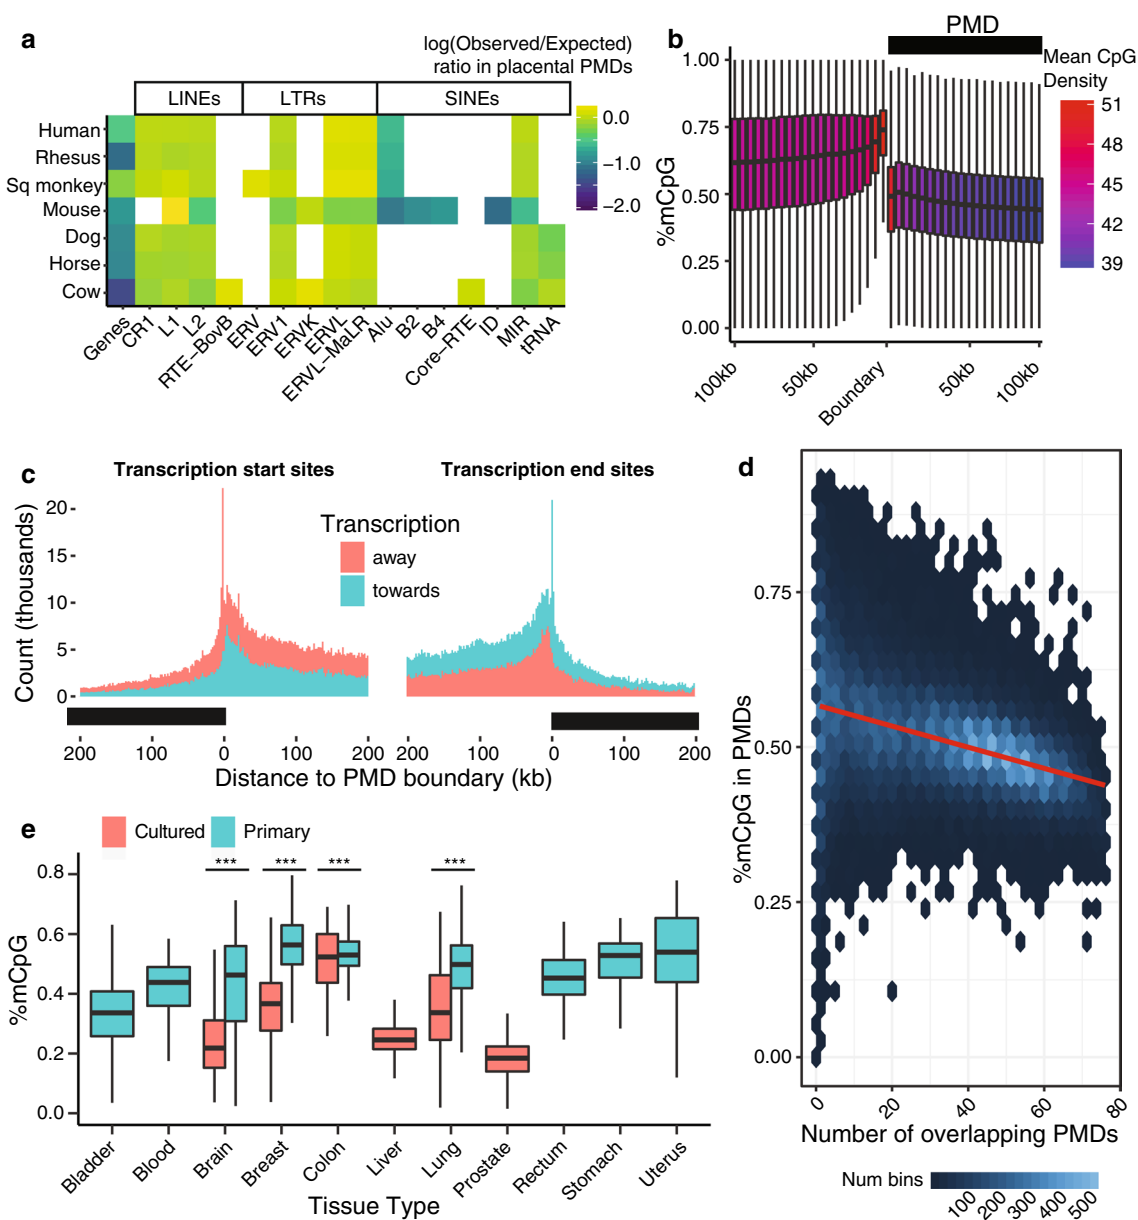 a
log(Observed/Expected)
ratio in placental PMDs
LINEs LTRs SINEs
Human
Rhesus
Sq monkey
Mouse
Dog
Horse
Cow
0.0
−1.0
−2.0
Genes CR1 L1 L2 RTE−BovB ERV ERV1 ERVK ERVL ERVL−MaLR Alu B2 B4 Core−RTE ID MIR tRNA
b
PMD
Mean CpG
Density
51
48
45
42
39
%mCpG
1.00
0.75
0.50
0.25
0.00
100kb 50kb Boundary 50kb 100kb
c
Transcription start sites Transcription end sites
Count (thousands)
20
15
10
5
0
Transcription
away
towards
200 100 0 100 200 200 100 0 100 200
Distance to PMD boundary (kb)
d
%mCpG in PMDs
0.75
0.50
0.25
0.00
0 20 40 60 80
Number of overlapping PMDs
Num bins
100 200 300 400 500
e
Cultured Primary
%mCpG
0.8
0.6
0.4
0.2
0.0
*** *** *** ***
Bladder Blood Brain Breast Colon Liver Lung Prostate Rectum Stomach Uterus
Tissue Type